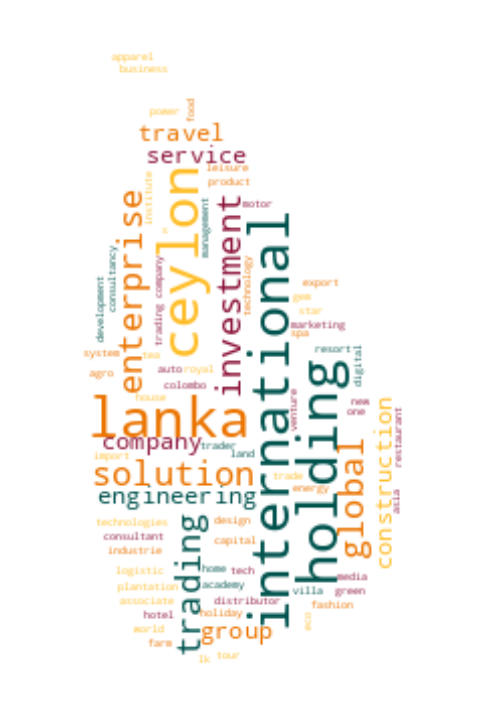 apparel
business
power
food
travel
service
leisure
product
institute
ceylon
enterprise
management
investment
motor
international
development
consultancy
trading company
technology
export
gem
star
marketing
spa
system
tea
resort
digital
agro
auto
royal
colombo
house
holding
venture
new
one
lanka
company
trader
land
construction
restaurant
import
solution
trade
energy
global
asia
engineering
technologies
design
consultant
capital
industrie
trading
logistic
home
tech
media
plantation
academy
villa
green
associate
distributor
fashion
hotel
holiday
eco
world
group
farm
lk
tour